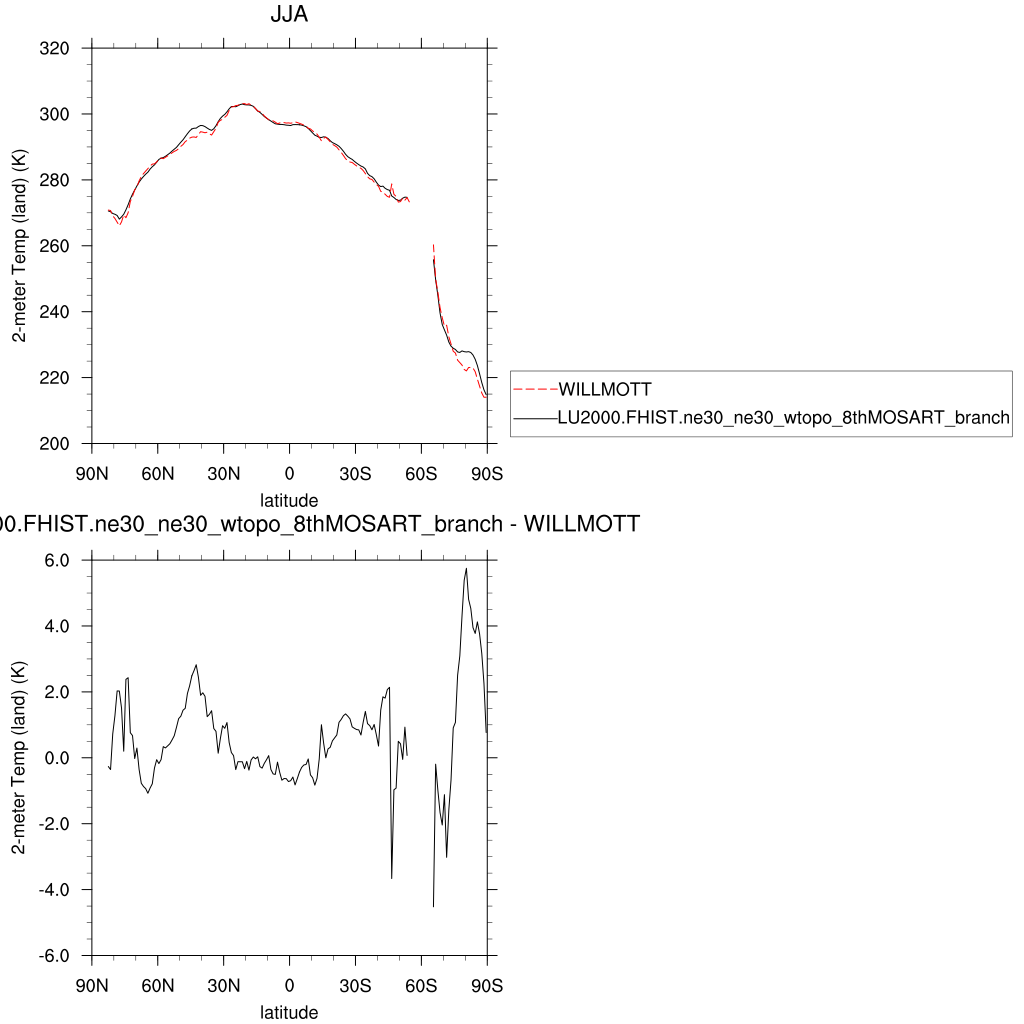 JJA
320
300
280
260
240
220
200
2-meter Temp (land) (K)
90N 60N 30N 0 30S 60S 90S
latitude
WILLMOTT
LU2000.FHIST.ne30_ne30_wtopo_8thMOSART_branch
00.FHIST.ne30_ne30_wtopo_8thMOSART_branch - WILLMOTT
6.0
4.0
2.0
0.0
-2.0
-4.0
-6.0
2-meter Temp (land) (K)
90N 60N 30N 0 30S 60S 90S
latitude